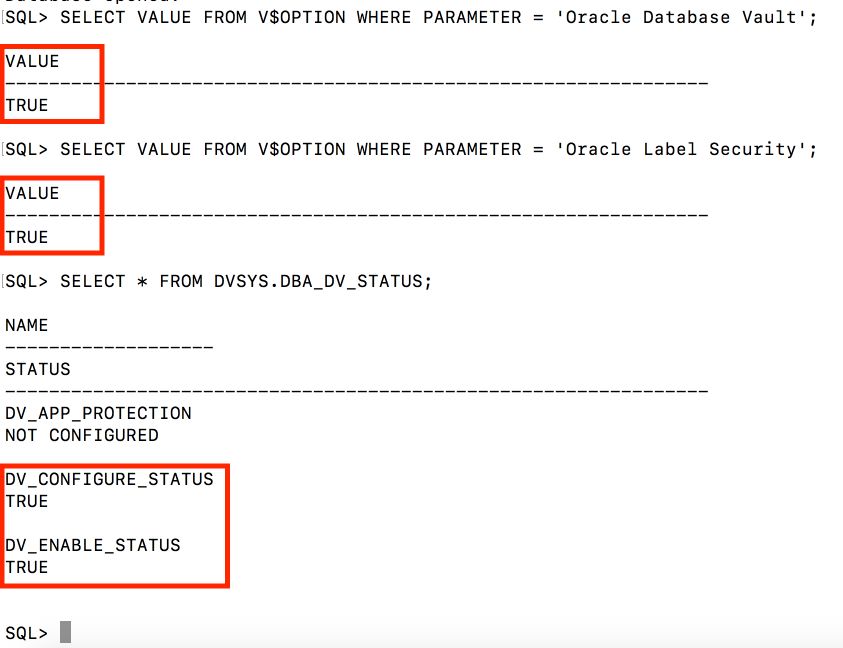 Database opened.
SQL> SELECT VALUE FROM V$OPTION WHERE PARAMETER = 'Oracle Database Vault';
VALUE
----------------------------------------------------------------
TRUE
SQL> SELECT VALUE FROM V$OPTION WHERE PARAMETER = 'Oracle Label Security';
VALUE
----------------------------------------------------------------
TRUE
SQL> SELECT * FROM DVSYS.DBA_DV_STATUS;
NAME
-------------------
STATUS
----------------------------------------------------------------
DV_APP_PROTECTION
NOT CONFIGURED
DV_CONFIGURE_STATUS
TRUE
DV_ENABLE_STATUS
TRUE
SQL>